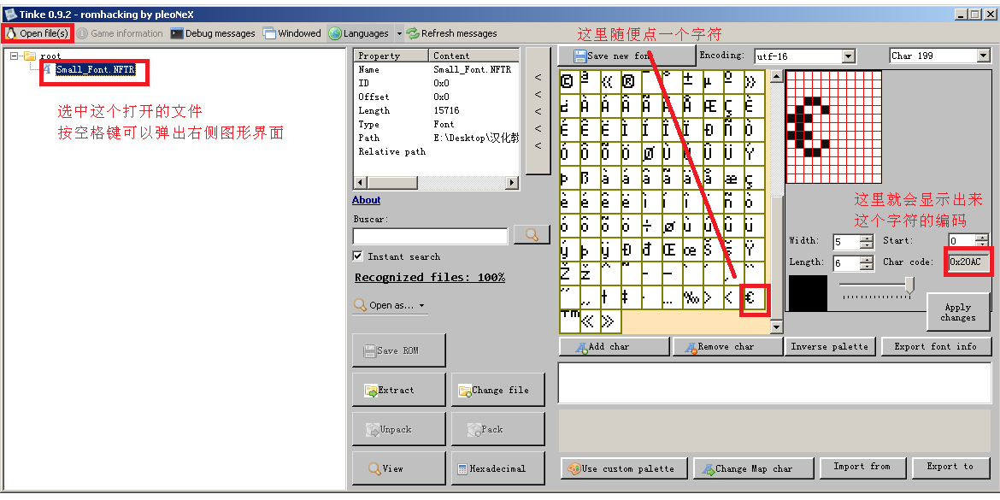 Tinke 0.9.2 - romhacking by pleoNeX
Open file(s)
Game information
Debug messages
Windowed
Languages
Refresh messages
root
Small_Font.NFTR
选中这个打开的文件
按空格键可以弹出右侧图形界面
Property Content
Name Small_Font.NFTR
ID 0x0
Offset 0x0
Length 15716
Type Font
Path E:\Desktop\汉化教
Relative path
<
<
<
<
<
About
Buscar:
Instant search
Recognized files: 100%
Open as...
Save ROM
Extract
Change file
Unpack
Pack
View
Hexadecimal
这里随便点一个字符
Save new font
Encoding:
utf-16
Char 199
这里就会显示出来
这个字符的编码
Width: 5
Start: 0
Length: 6
Char code: 0x20AC
Apply
changes
Add char
Remove char
Inverse palette
Export font info
Use custom palette
Change Map char
Import from
Export to